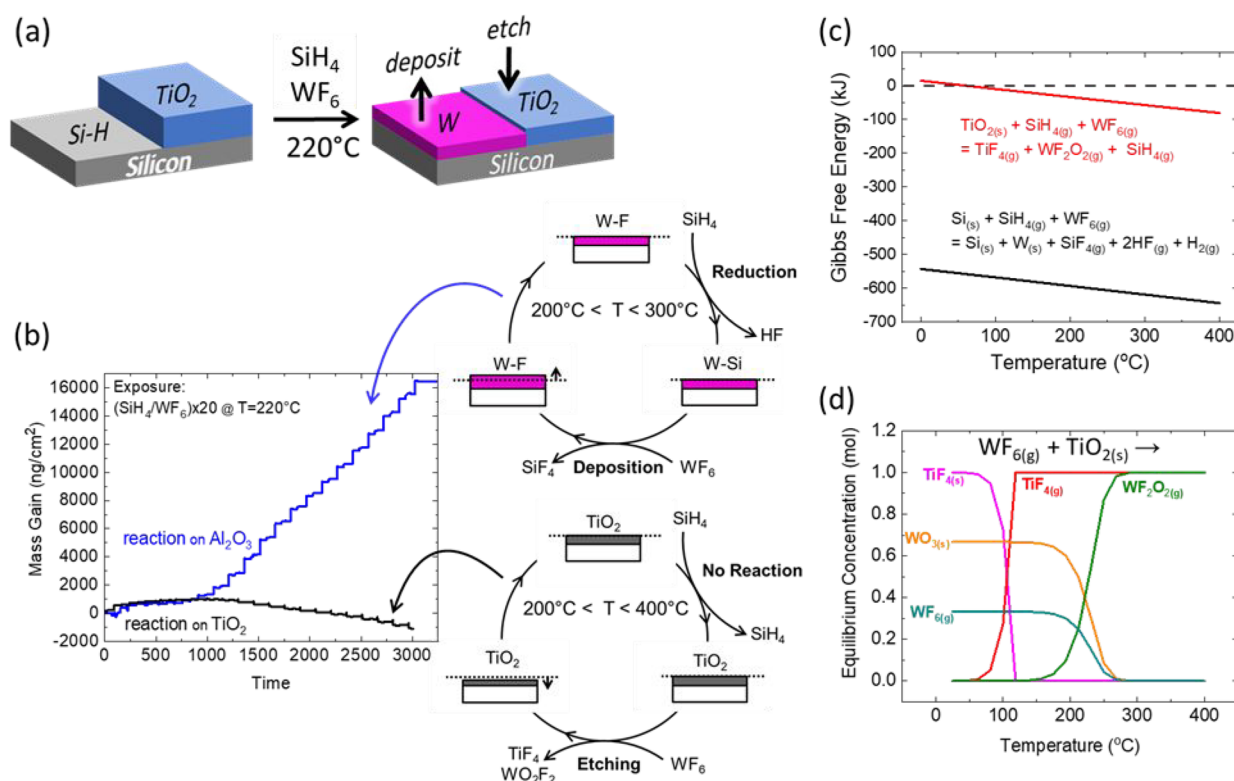 (a)
SiH4
WF6
220°C
Si-H
TiO2
Silicon
deposit
etch
W
TiO2
Silicon
(b)
Mass Gain (ng/cm2)
16000
14000
12000
10000
8000
6000
4000
2000
0
-2000
Exposure:
(SiH4/WF6)x20 @ T=220°C
reaction on Al2O3
reaction on TiO2
0 500 1000 1500 2000 2500 3000
Time
W-F
SiH4
Reduction
200°C < T < 300°C
HF
W-F
W-Si
SiF4
Deposition
WF6
TiO2
SiH4
No Reaction
200°C < T < 400°C
SiH4
TiO2
TiO2
TiF4
WO2F2
Etching
WF6
(c)
Gibbs Free Energy (kJ)
100
0
-100
-200
-300
-400
-500
-600
-700
TiO2(s) + SiH4(g) + WF6(g)
= TiF4(g) + WF2O2(g) + SiH4(g)
Si(s) + SiH4(g) + WF6(g)
= Si(s) + W(s) + SiF4(g) + 2HF(g) + H2(g)
0 100 200 300 400
Temperature (oC)
(d)
Equilibrium Concentration (mol)
1.0
0.8
0.6
0.4
0.2
0.0
WF6(g) + TiO2(s) →
TiF4(s)
TiF4(g)
WF2O2(g)
WO3(s)
WF6(g)
0 100 200 300 400
Temperature (oC)